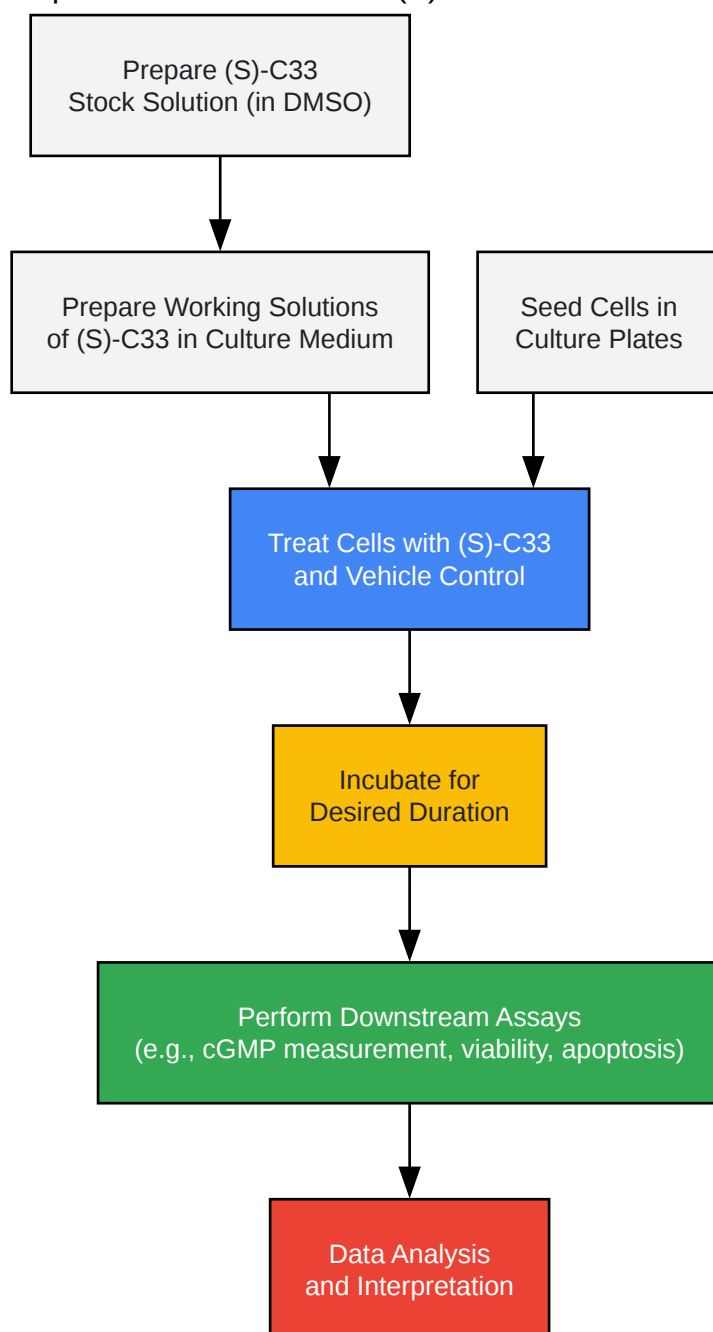 Prepare (S)-C33
Stock Solution (in DMSO)
Prepare Working Solutions
of (S)-C33 in Culture Medium
Seed Cells in
Culture Plates
Treat Cells with (S)-C33
and Vehicle Control
Incubate for
Desired Duration
Perform Downstream Assays
(e.g., cGMP measurement, viability, apoptosis)
Data Analysis
and Interpretation